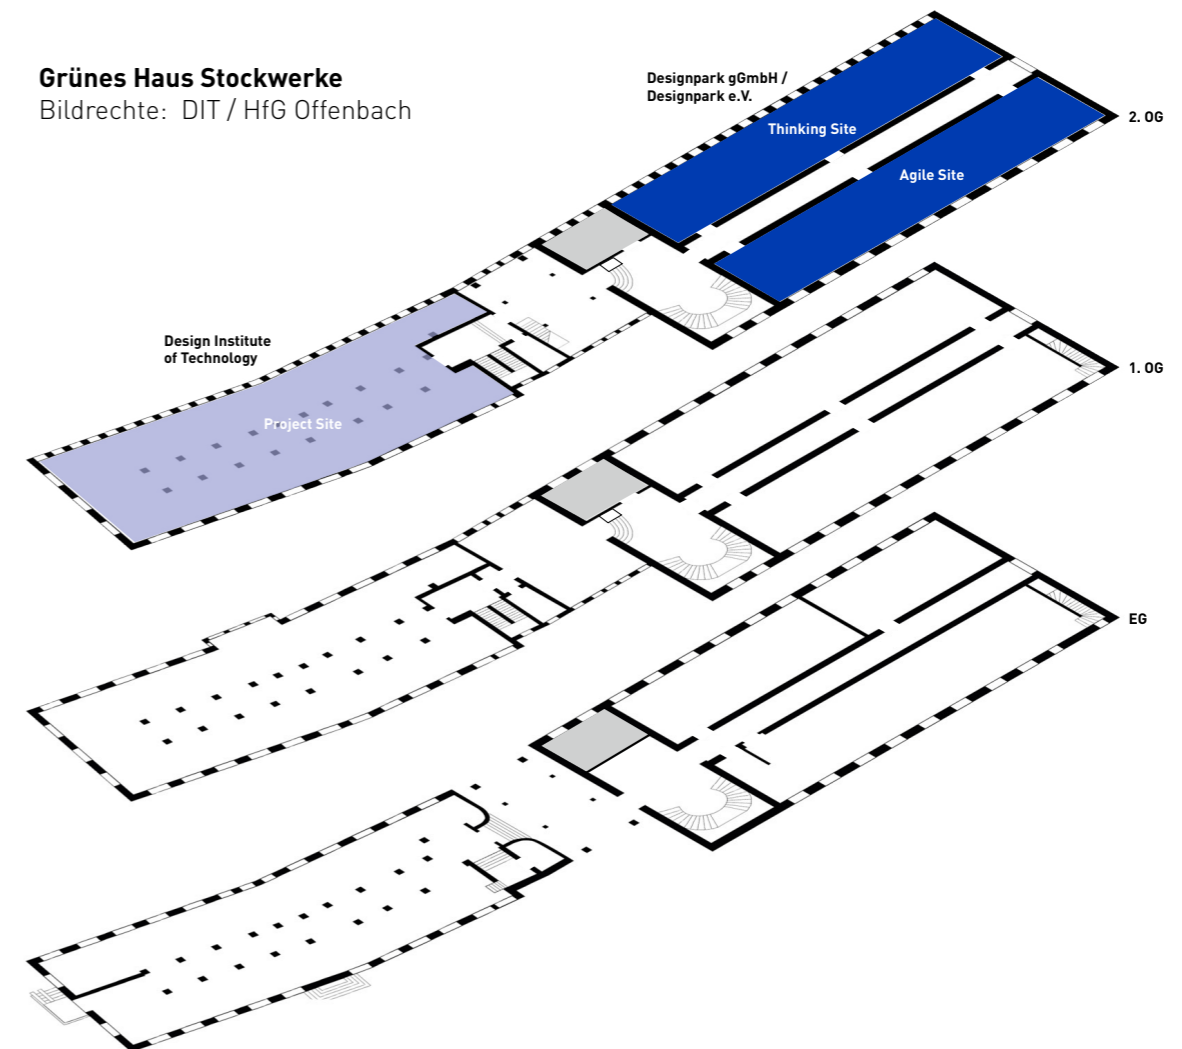 Grünes Haus Stockwerke
Bildrechte: DIT / HfG Offenbach
Designpark gGmbH /
Designpark e.V.
Thinking Site
2. OG
Agile Site
Design Institute
of Technology
1. OG
Project Site
EG